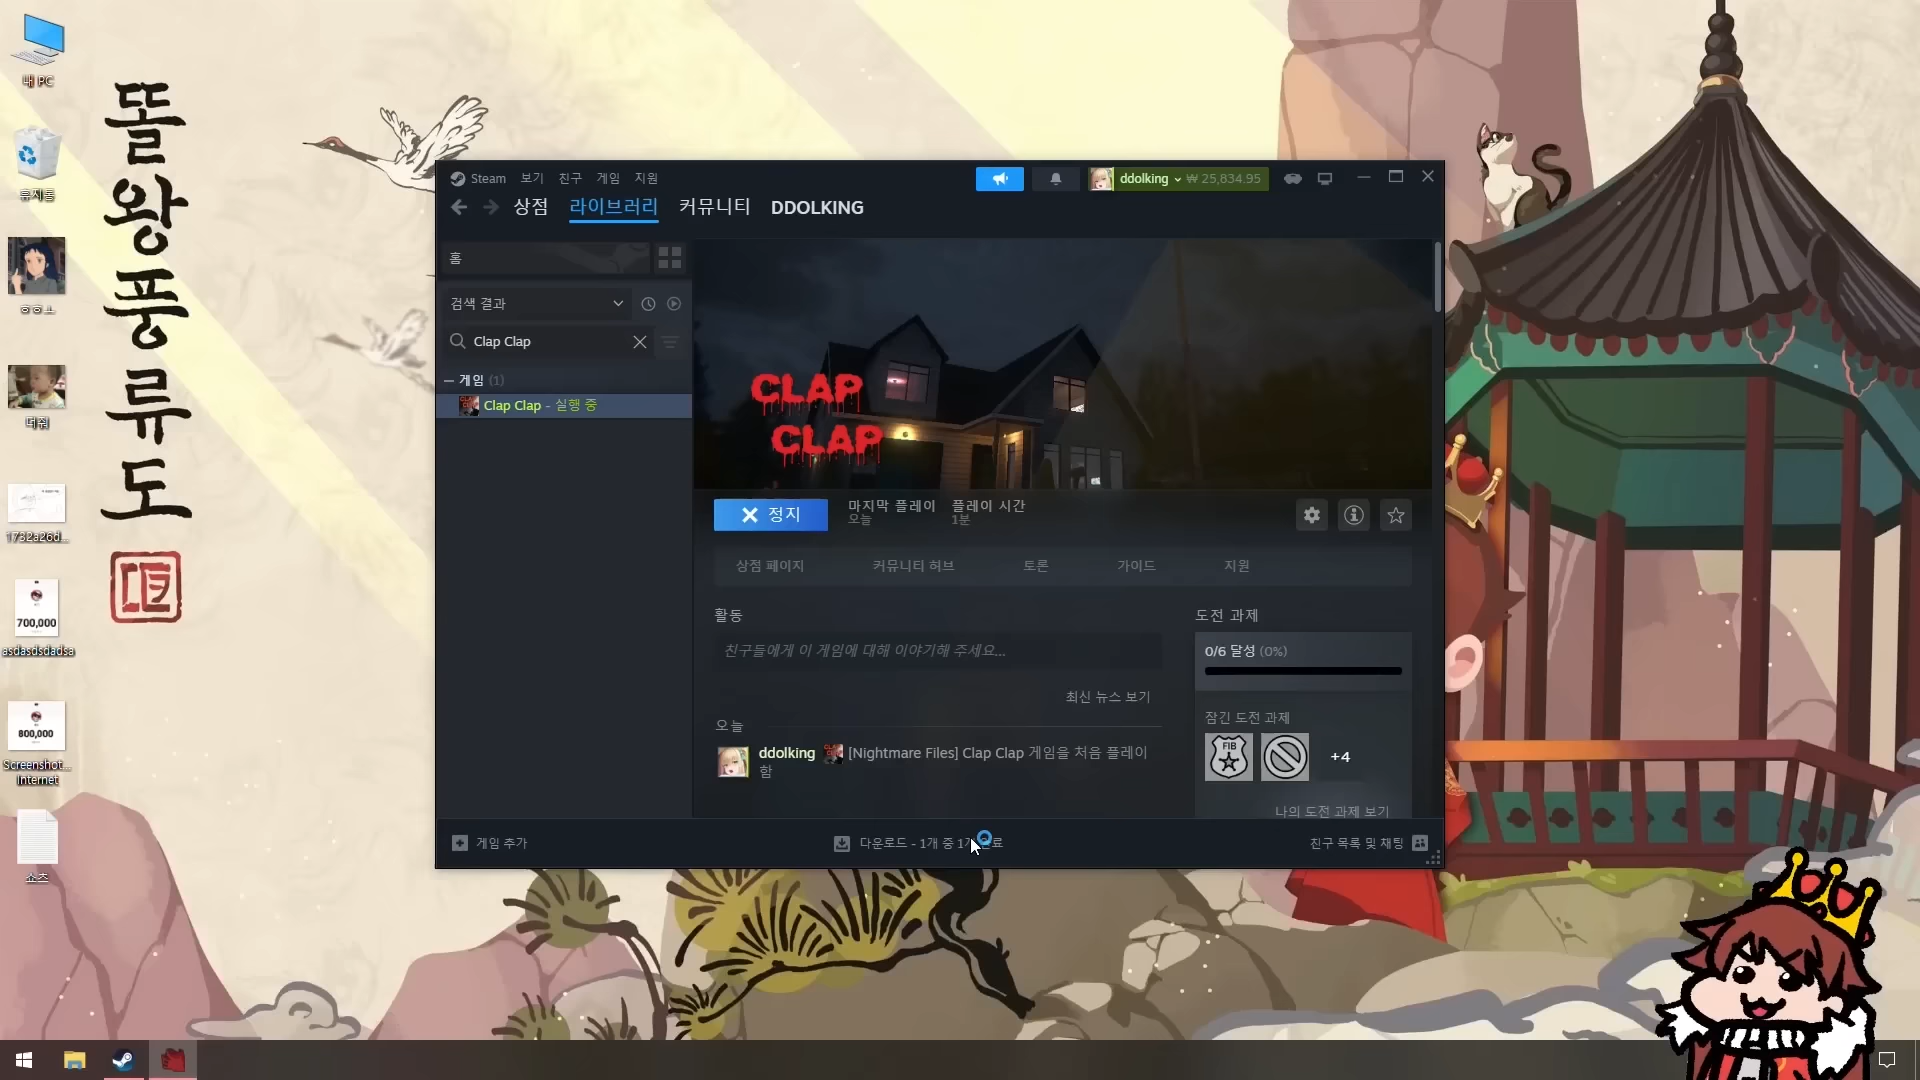 내 PC
휴지통
ㅎㅎㅗ
더줘
1732a26d...
700,000
asdasdsdadsa
800,000
Screenshot...
Internet
쇼츠
똘왕풍류도
Steam 보기 친구 게임 지원
ddolking ₩ 25,834.95
상점 라이브러리 커뮤니티 DDOLKING
홈
검색 결과
Clap Clap
게임 (1)
Clap Clap - 실행 중
CLAP
CLAP
정지
마지막 플레이
오늘
플레이 시간
1분
상점 페이지 커뮤니티 허브 토론 가이드 지원
활동
친구들에게 이 게임에 대해 이야기해 주세요...
최신 뉴스 보기
오늘
ddolking [Nightmare Files] Clap Clap 게임을 처음 플레이
함
도전 과제
0/6 달성 (0%)
잠긴 도전 과제
FIB
+4
나의 도전 과제 보기
게임 추가
다운로드 - 1개 중 1개 완료
친구 목록 및 채팅